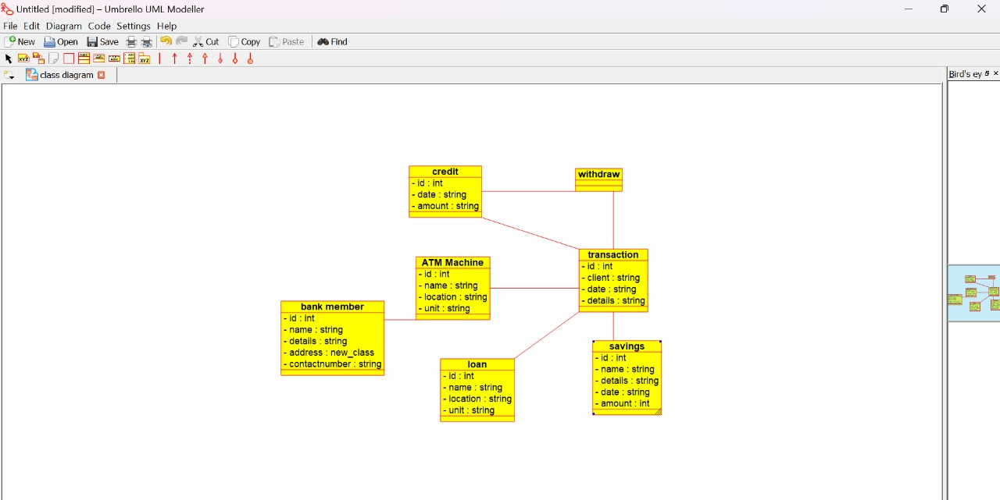 Untitled [modified] – Umbrello UML Modeller
File Edit Diagram Code Settings Help
New Open Save Cut Copy Paste Find
class diagram
Bird's ey
credit
- id : int
- date : string
- amount : string
withdraw
transaction
- id : int
- client : string
- date : string
- details : string
ATM Machine
- id : int
- name : string
- location : string
- unit : string
bank member
- id : int
- name : string
- details : string
- address : new_class
- contactnumber : string
loan
- id : int
- name : string
- location : string
- unit : string
savings
- id : int
- name : string
- details : string
- date : string
- amount : int